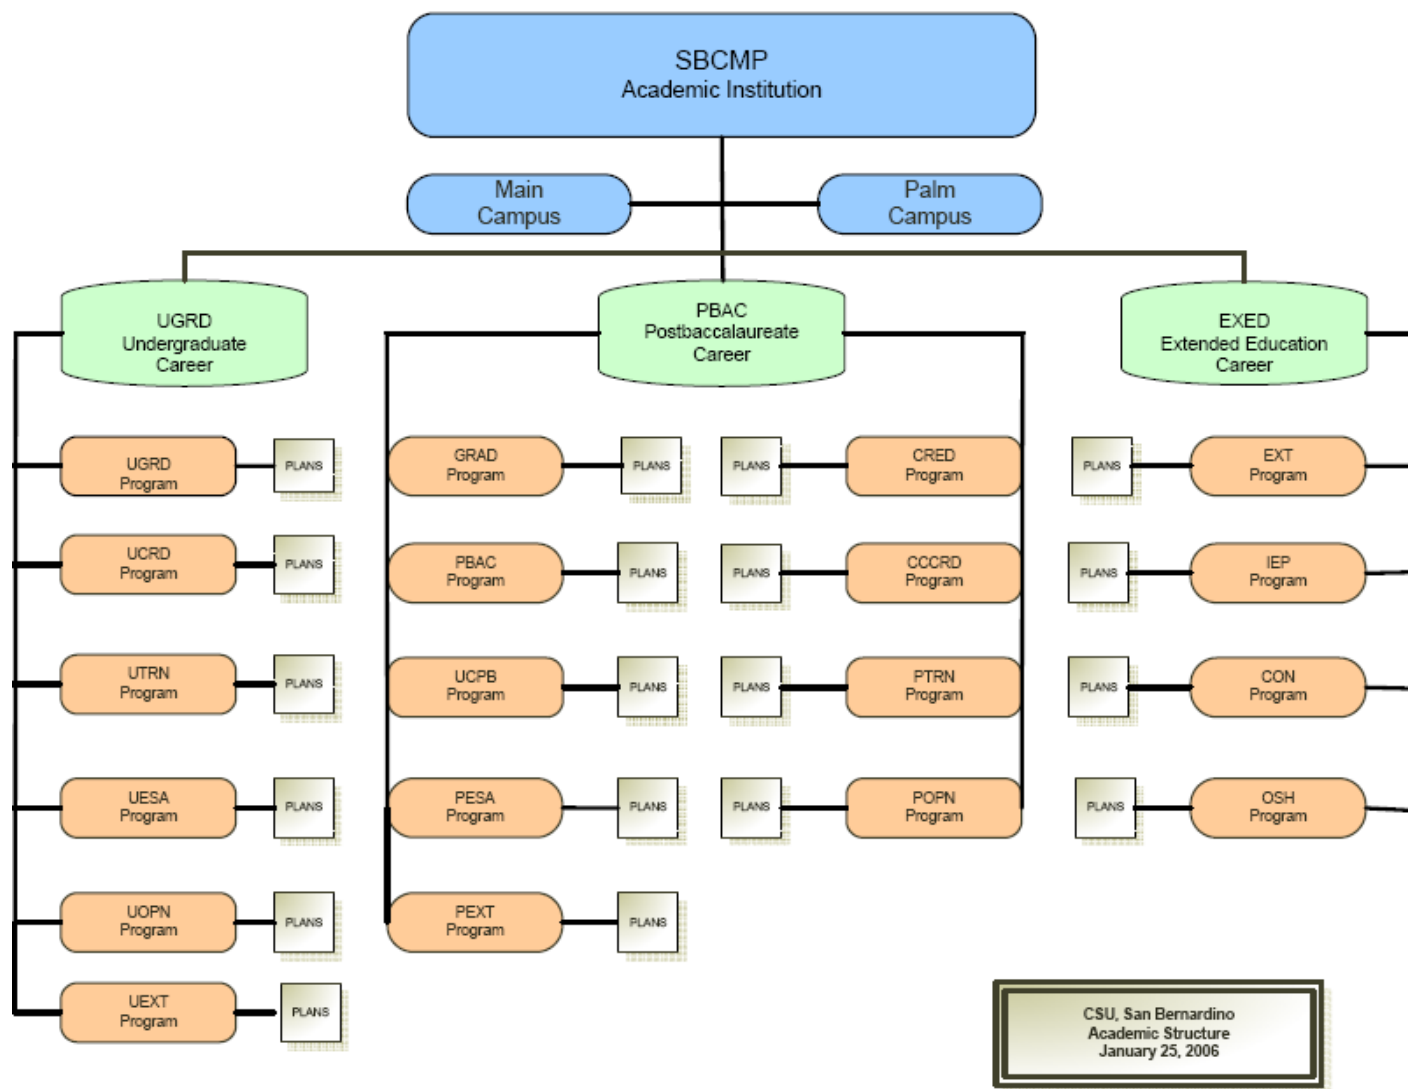 SBCMP
Academic Institution
Main
Campus
Palm
Campus
UGRD
Undergraduate
Career
PBAC
Postbaccalaureate
Career
EXED
Extended Education
Career
UGRD
Program
PLANS
GRAD
Program
PLANS
PLANS
CRED
Program
PLANS
EXT
Program
UCRD
Program
PLANS
PBAC
Program
PLANS
PLANS
CCCRD
Program
PLANS
IEP
Program
UTRN
Program
PLANS
UCPB
Program
PLANS
PLANS
PTRN
Program
PLANS
CON
Program
UESA
Program
PLANS
PESA
Program
PLANS
PLANS
POPN
Program
PLANS
OSH
Program
UOPN
Program
PLANS
PEXT
Program
PLANS
UEXT
Program
PLANS
CSU, San Bernardino
Academic Structure
January 25, 2006